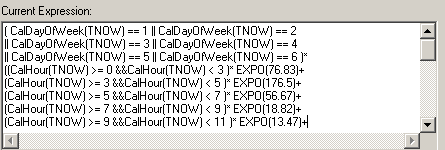 Current Expression:
( CalDayOfWeek(TNOW) == 1 || CalDayOfWeek(TNOW) == 2
|| CalDayOfWeek(TNOW) == 3 || CalDayOfWeek(TNOW) == 4
|| CalDayOfWeek(TNOW) == 5 || CalDayOfWeek(TNOW) == 6 )*
((CalHour(TNOW) >= 0 &&CalHour(TNOW) < 3 )* EXPO(76.83)+
(CalHour(TNOW) >= 3 &&CalHour(TNOW) < 5 )* EXPO(176.5)+
(CalHour(TNOW) >= 5 &&CalHour(TNOW) < 7 )* EXPO(56.67)+
(CalHour(TNOW) >= 7 &&CalHour(TNOW) < 9 )* EXPO(18.82)+
(CalHour(TNOW) >= 9 &&CalHour(TNOW) < 11 )* EXPO(13.47)+